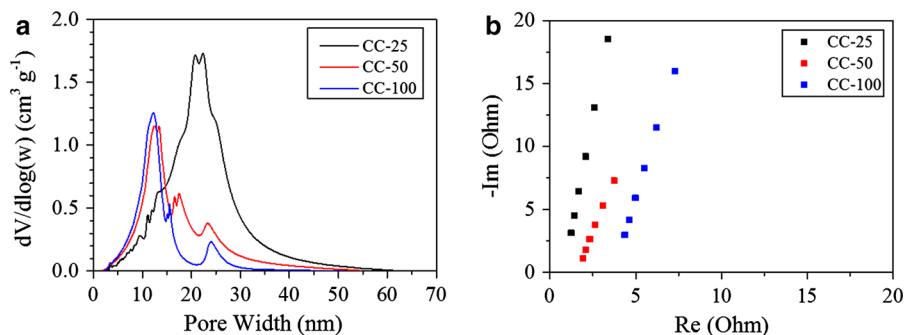 a
2.0
1.5
1.0
0.5
0.0
dV/dlog(w) (cm³ g⁻¹)
CC-25
CC-50
CC-100
0 10 20 30 40 50 60 70
Pore Width (nm)
b
20
15
10
5
0
-Im (Ohm)
CC-25
CC-50
CC-100
0 5 10 15 20
Re (Ohm)